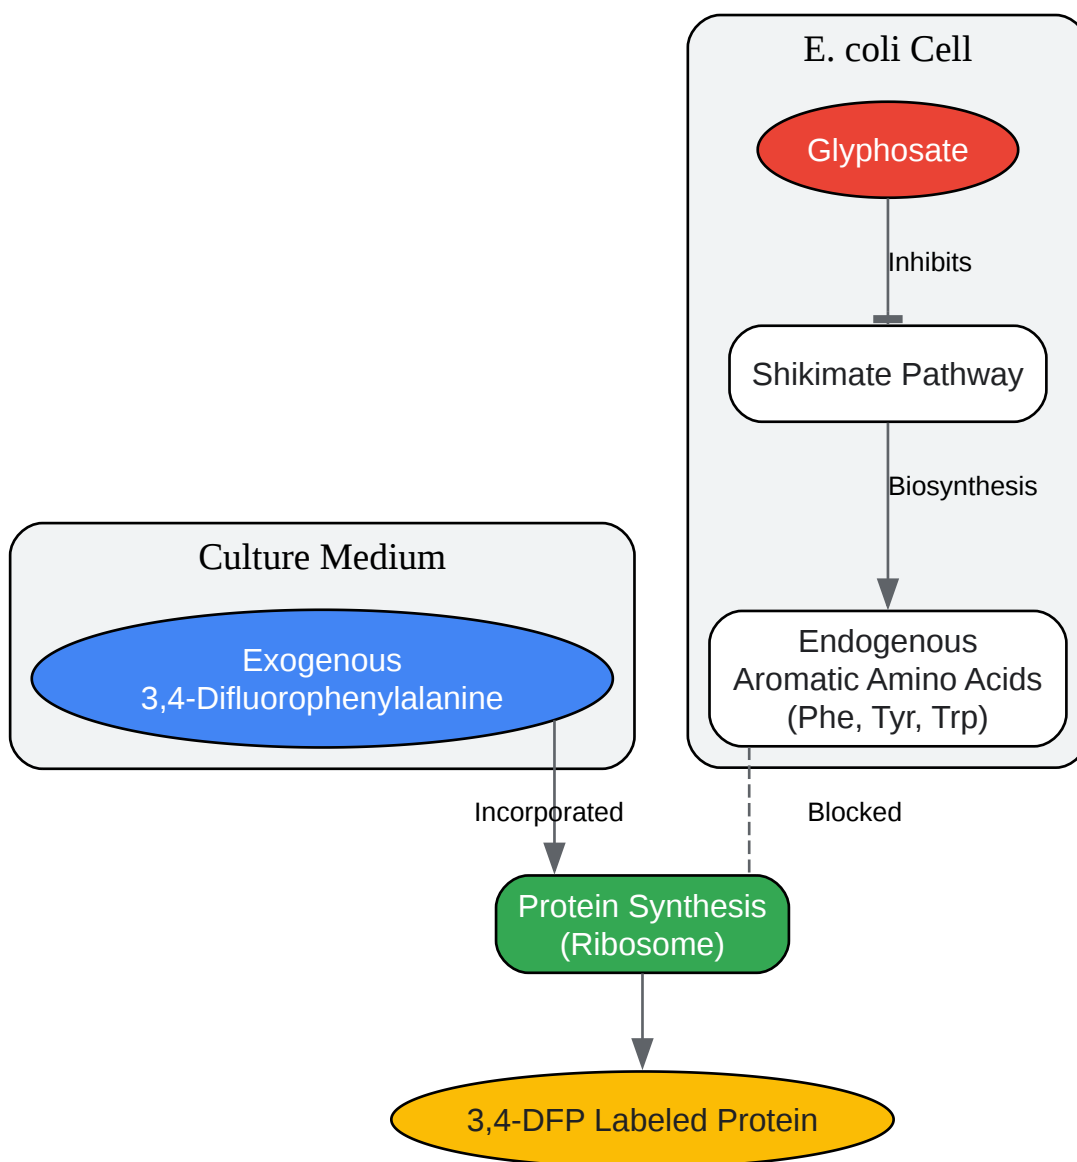 E. coli Cell
Glyphosate
Inhibits
Shikimate Pathway
Biosynthesis
Culture Medium
Exogenous
3,4-Difluorophenylalanine
Endogenous
Aromatic Amino Acids
(Phe, Tyr, Trp)
Incorporated
Blocked
Protein Synthesis
(Ribosome)
3,4-DFP Labeled Protein